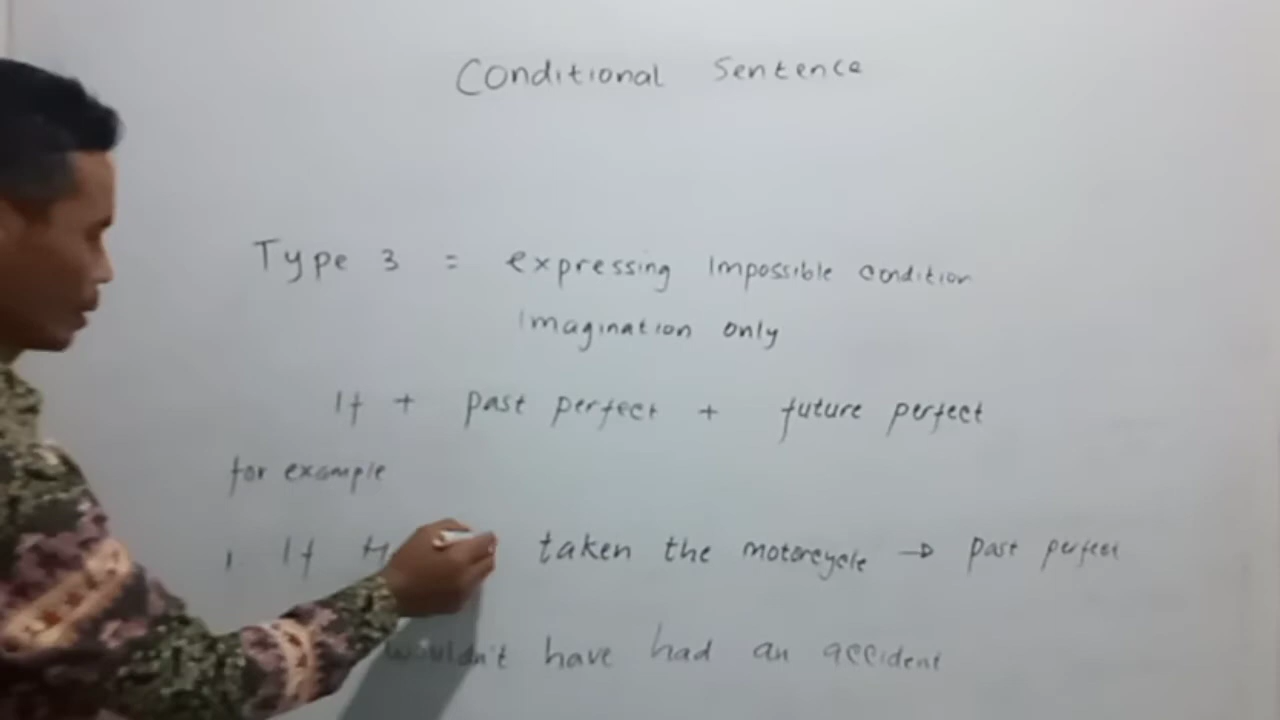 Conditional Sentence
Type 3 = expressing Impossible condition
Imagination only
If + past perfect + future perfect
for example
1. If taken the motorcycle → past perfect
wouldn't have had an accident